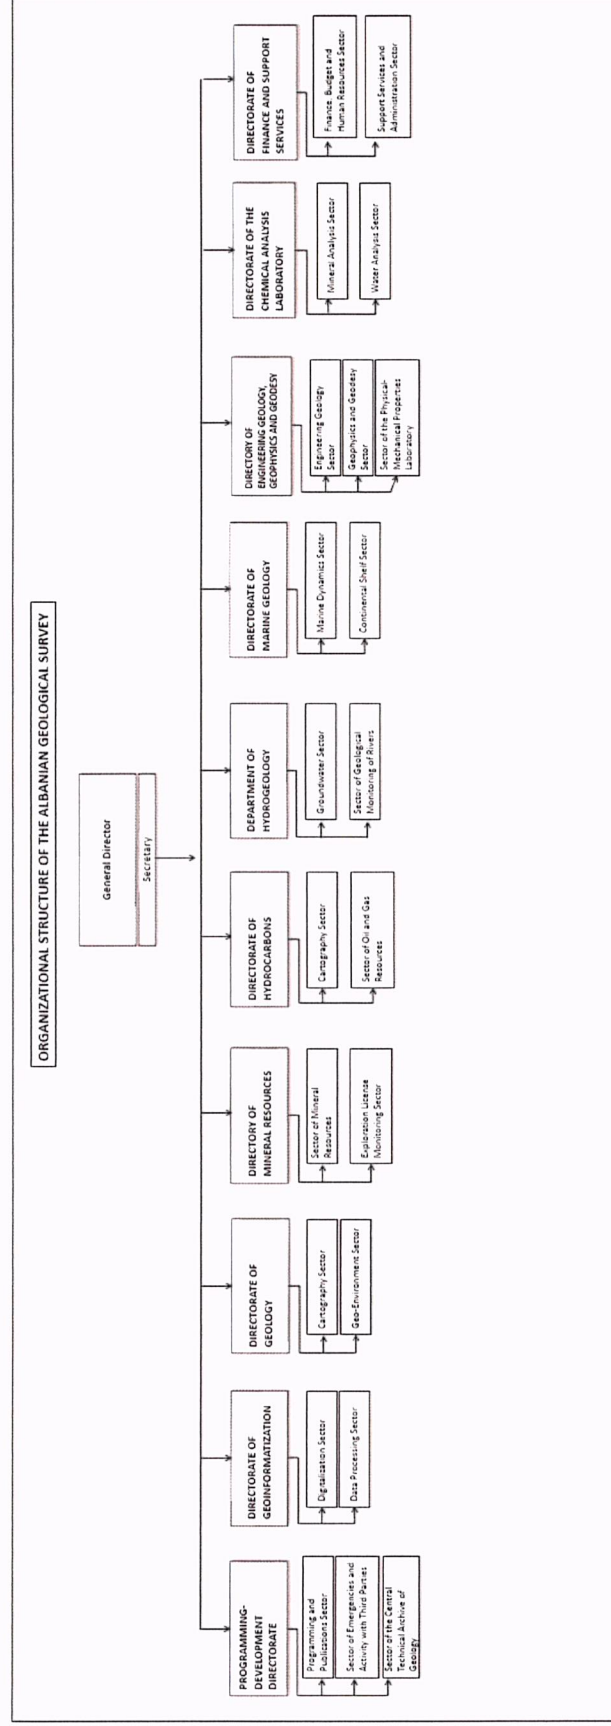 ORGANIZATIONAL STRUCTURE OF THE ALBANIAN GEOLOGICAL SURVEY
General Director
Secretary
PROGRAMMING-
DEVELOPMENT
DIRECTORATE
Programming and
Publications Sector
Sector of Emergencies and
Activity with Third Parties
Sector of the Central
Technical Archive of
Geology
DIRECTORATE OF
GEOINFORMATIZATION
Digitalization Sector
Data Processing Sector
DIRECTORATE OF
GEOLOGY
Cartography Sector
Geo-Environment Sector
DIRECTORY OF
MINERAL RESOURCES
Sector of Mineral
Resources
Exploration License
Monitoring Sector
DIRECTORATE OF
HYDROCARBONS
Cartography Sector
Sector of Oil and Gas
Resources
DEPARTMENT OF
HYDROGEOLOGY
Groundwater Sector
Sector of Geological
Monitoring of Rivers
DIRECTORATE OF
MARINE GEOLOGY
Marine Dynamics Sector
Continental Shelf Sector
DIRECTORY OF
ENGINEERING GEOLOGY,
GEOPHYSICS AND GEODESY
Engineering Geology
Sector
Geophysics and Geodesy
Sector
Sector of the Physical-
Mechanical Properties
Laboratory
DIRECTORATE OF THE
CHEMICAL ANALYSIS
LABORATORY
Mineral Analysis Sector
Water Analysis Sector
DIRECTORATE OF
FINANCE AND SUPPORT
SERVICES
Finance, Budget and
Human Resources Sector
Support Services and
Administration Sector